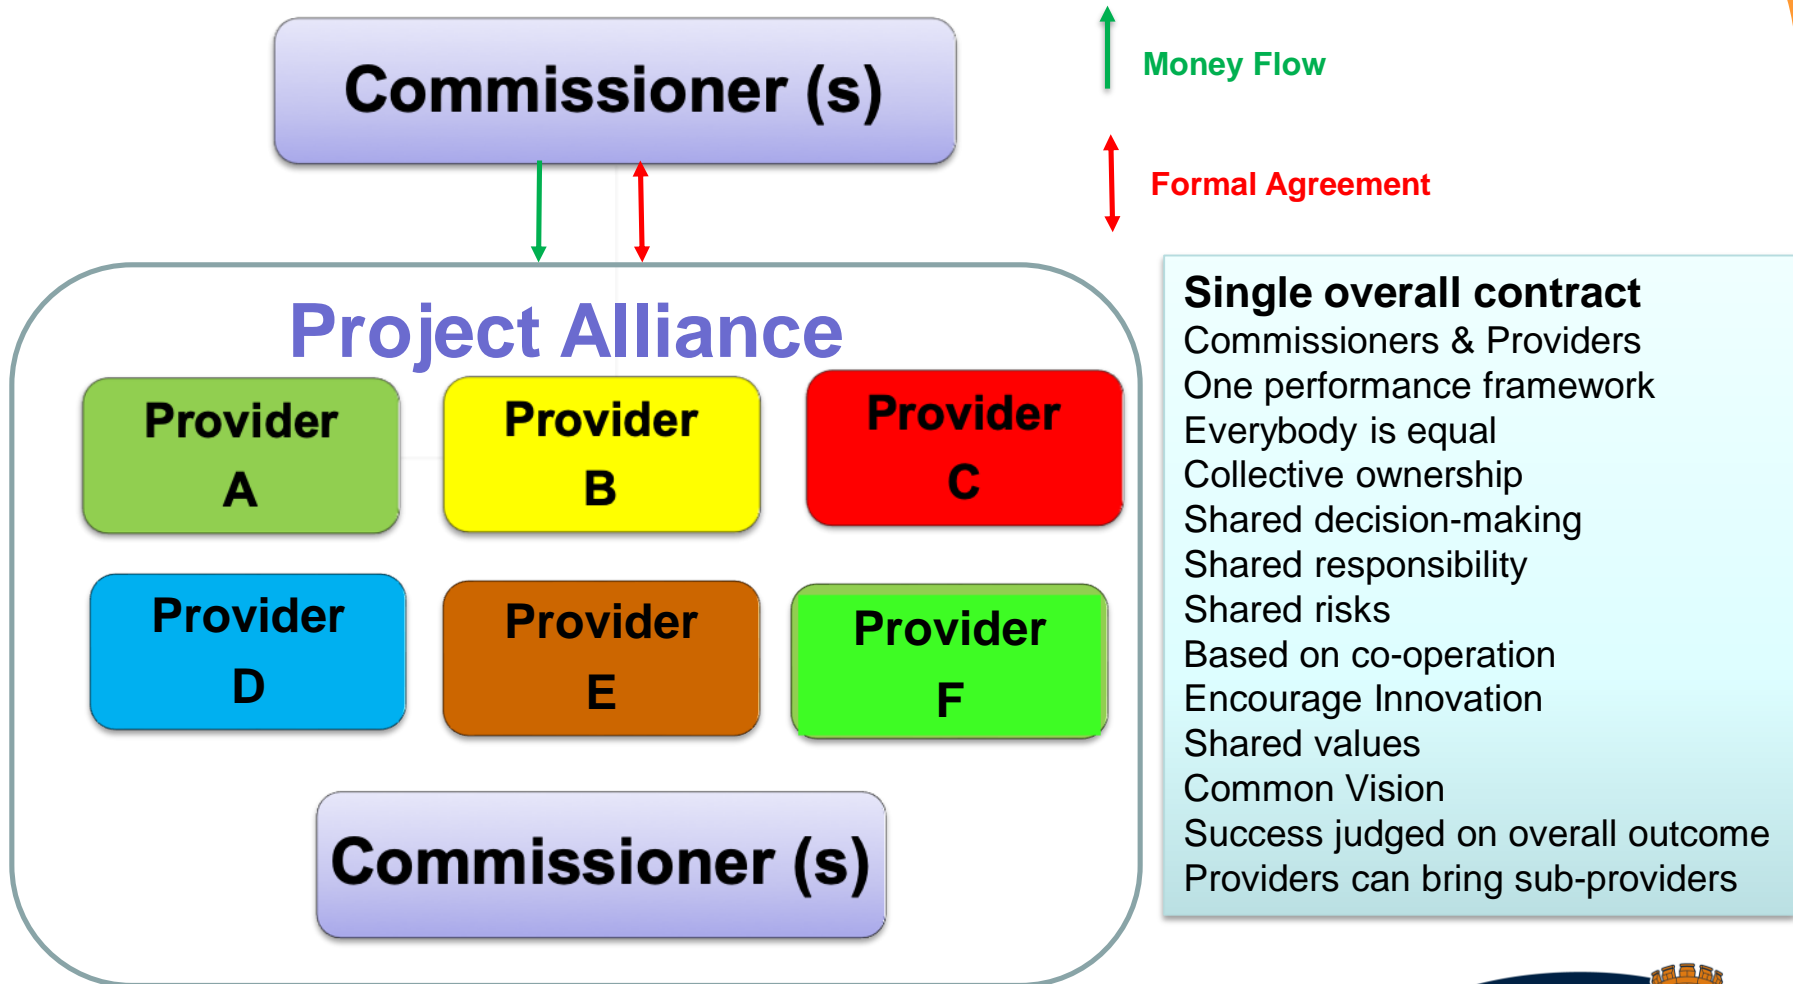 Commissioner (s)
Money Flow
Formal Agreement
Project Alliance
Provider
A
Provider
B
Provider
C
Provider
D
Provider
E
Provider
F
Commissioner (s)
Single overall contract
Commissioners & Providers
One performance framework
Everybody is equal
Collective ownership
Shared decision-making
Shared responsibility
Shared risks
Based on co-operation
Encourage Innovation
Shared values
Common Vision
Success judged on overall outcome
Providers can bring sub-providers